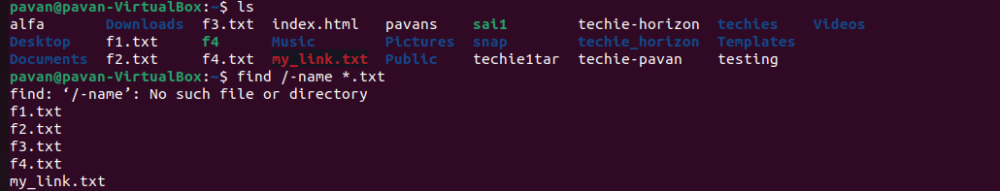 pavan@pavan-VirtualBox:~$ ls
alfa Downloads f3.txt index.html pavans sai1 techie-horizon techies Videos
Desktop f1.txt f4 Music Pictures snap techie_horizon Templates
Documents f2.txt f4.txt my_link.txt Public techie1tar techie-pavan testing
pavan@pavan-VirtualBox:~$ find /-name *.txt
find: ‘/-name’: No such file or directory
f1.txt
f2.txt
f3.txt
f4.txt
my_link.txt